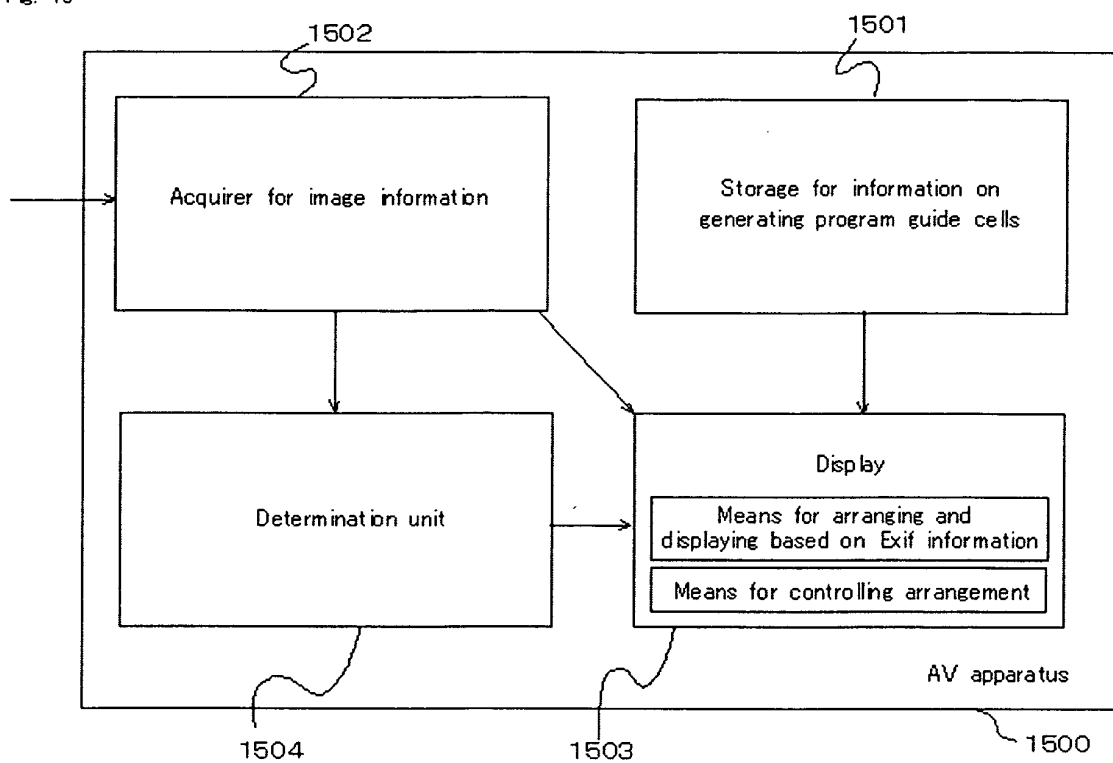 1502
1501
Acquirer for image information
Storage for information on
generating program guide cells
Determination unit
Display
Means for arranging and
displaying based on Exif information
Means for controlling arrangement
AV apparatus
1504
1503
1500